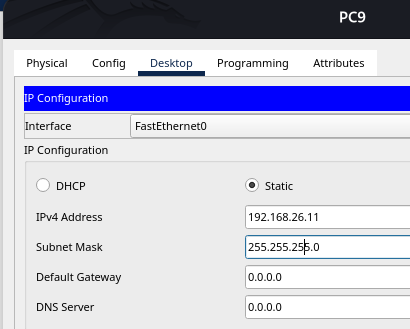 PC9
Physical Config Desktop Programming Attributes
IP Configuration
Interface FastEthernet0
IP Configuration
DHCP Static
IPv4 Address 192.168.26.11
Subnet Mask 255.255.255.0
Default Gateway 0.0.0.0
DNS Server 0.0.0.0